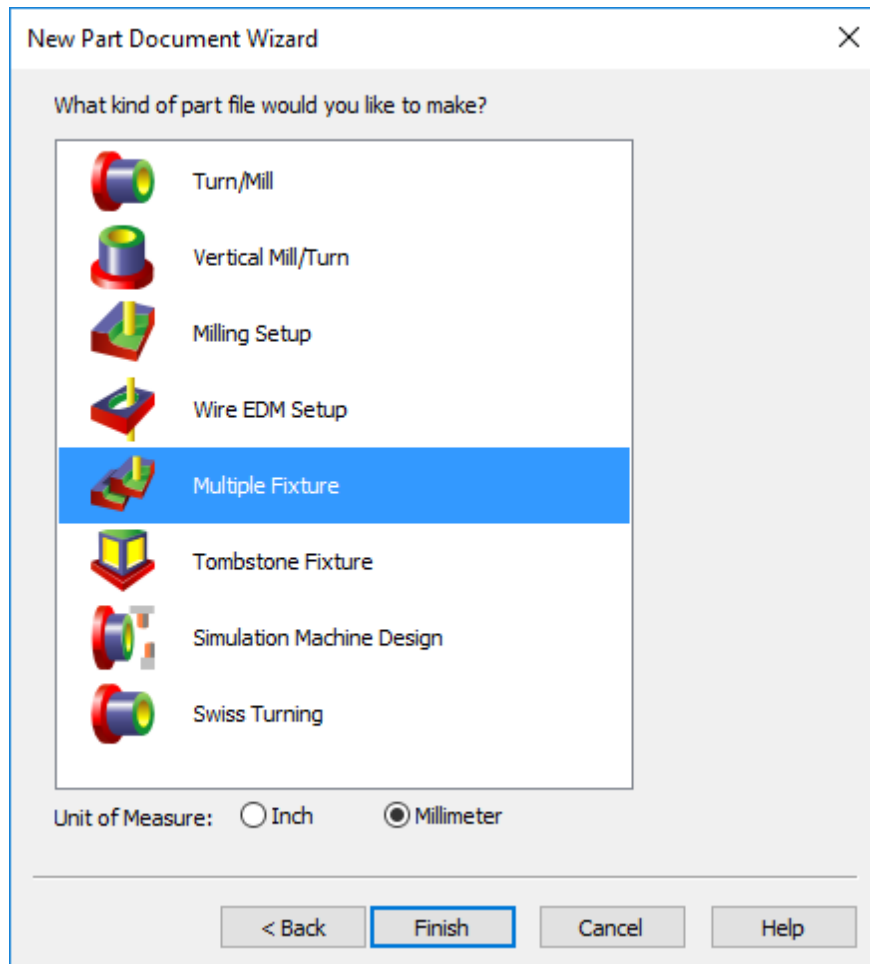 New Part Document Wizard
What kind of part file would you like to make?
Turn/Mill
Vertical Mill/Turn
Milling Setup
Wire EDM Setup
Multiple Fixture
Tombstone Fixture
Simulation Machine Design
Swiss Turning
Unit of Measure: Inch Millimeter
< Back Finish Cancel Help